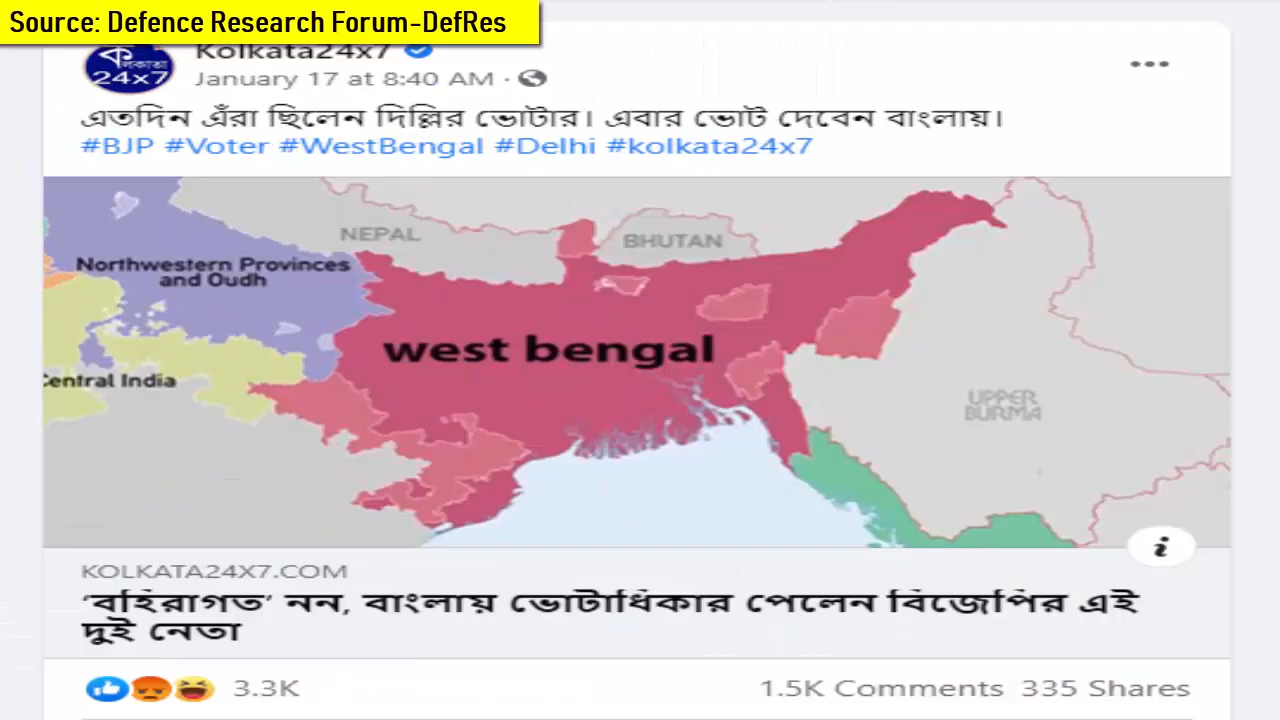 Source: Defence Research Forum-DefRes
Kolkata24x7
কলকাতা
24x7
January 17 at 8:40 AM ·
এতদিন এঁরা ছিলেন দিল্লির ভোটার। এবার ভোট দেবেন বাংলায়।
#BJP #Voter #WestBengal #Delhi #kolkata24x7
NEPAL
BHUTAN
Northwestern Provinces
and Oudh
west bengal
Central India
UPPER
BURMA
i
KOLKATA24X7.COM
‘বহিরাগত’ নন, বাংলায় ভোটাধিকার পেলেন বিজেপির এই
দুই নেতা
3.3K 1.5K Comments 335 Shares